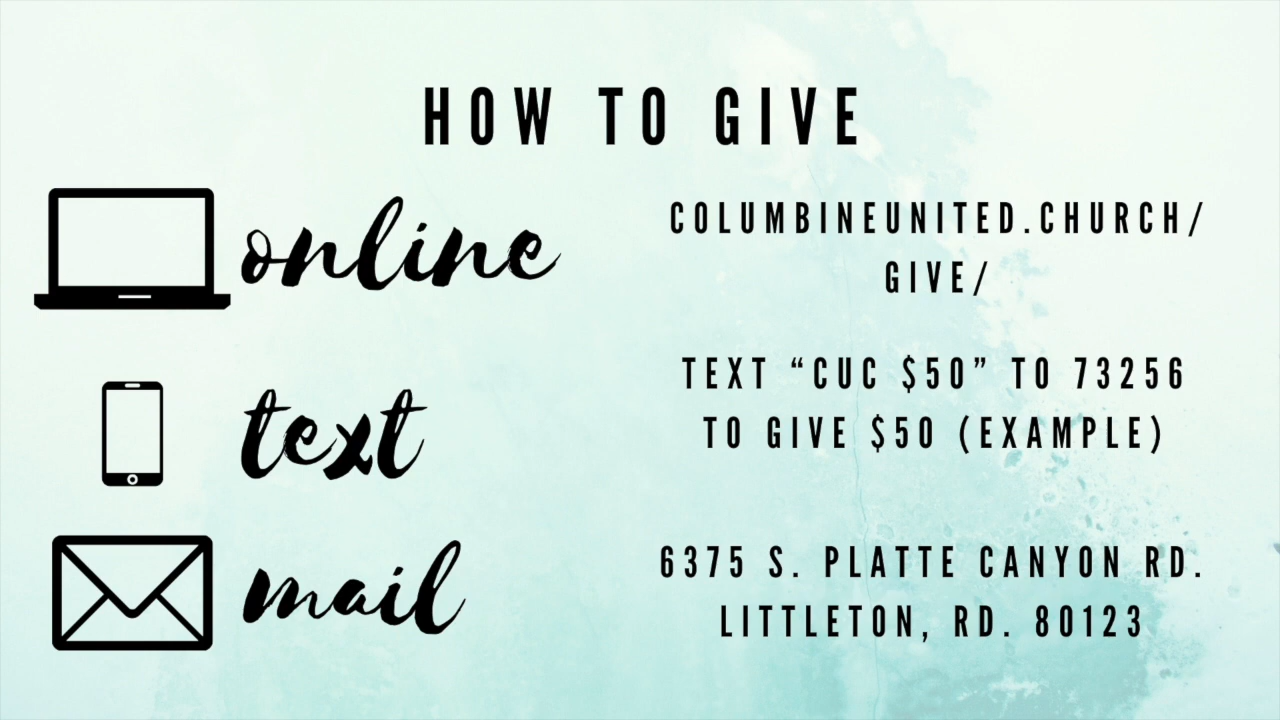 HOW TO GIVE
online
COLUMBINEUNITED.CHURCH/
GIVE/
text
TEXT “CUC $50” TO 73256
TO GIVE $50 (EXAMPLE)
mail
6375 S. PLATTE CANYON RD.
LITTLETON, RD. 80123